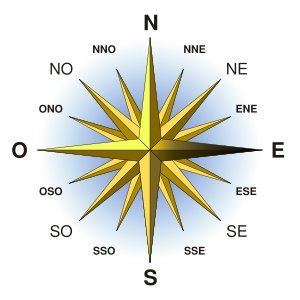 N
NNO NNE
NO NE
ONO ENE
O E
OSO ESE
SO SE
SSO SSE
S